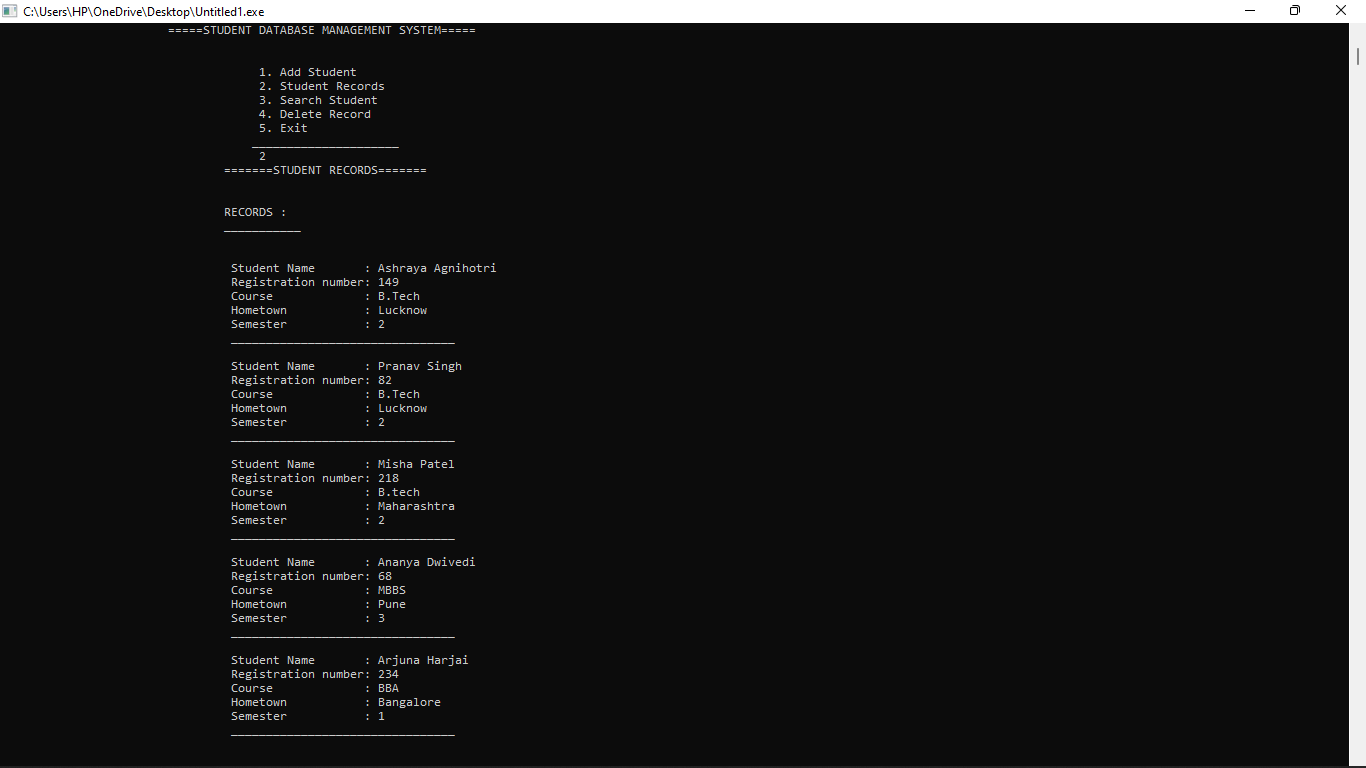 C:\Users\HP\OneDrive\Desktop\Untitled1.exe
=====STUDENT DATABASE MANAGEMENT SYSTEM=====
1. Add Student
2. Student Records
3. Search Student
4. Delete Record
5. Exit
_____________________
2
=======STUDENT RECORDS=======
RECORDS :
___________
Student Name       : Ashraya Agnihotri
Registration number: 149
Course             : B.Tech
Hometown           : Lucknow
Semester           : 2
________________________________
Student Name       : Pranav Singh
Registration number: 82
Course             : B.Tech
Hometown           : Lucknow
Semester           : 2
________________________________
Student Name       : Misha Patel
Registration number: 218
Course             : B.tech
Hometown           : Maharashtra
Semester           : 2
________________________________
Student Name       : Ananya Dwivedi
Registration number: 68
Course             : MBBS
Hometown           : Pune
Semester           : 3
________________________________
Student Name       : Arjuna Harjai
Registration number: 234
Course             : BBA
Hometown           : Bangalore
Semester           : 1
________________________________